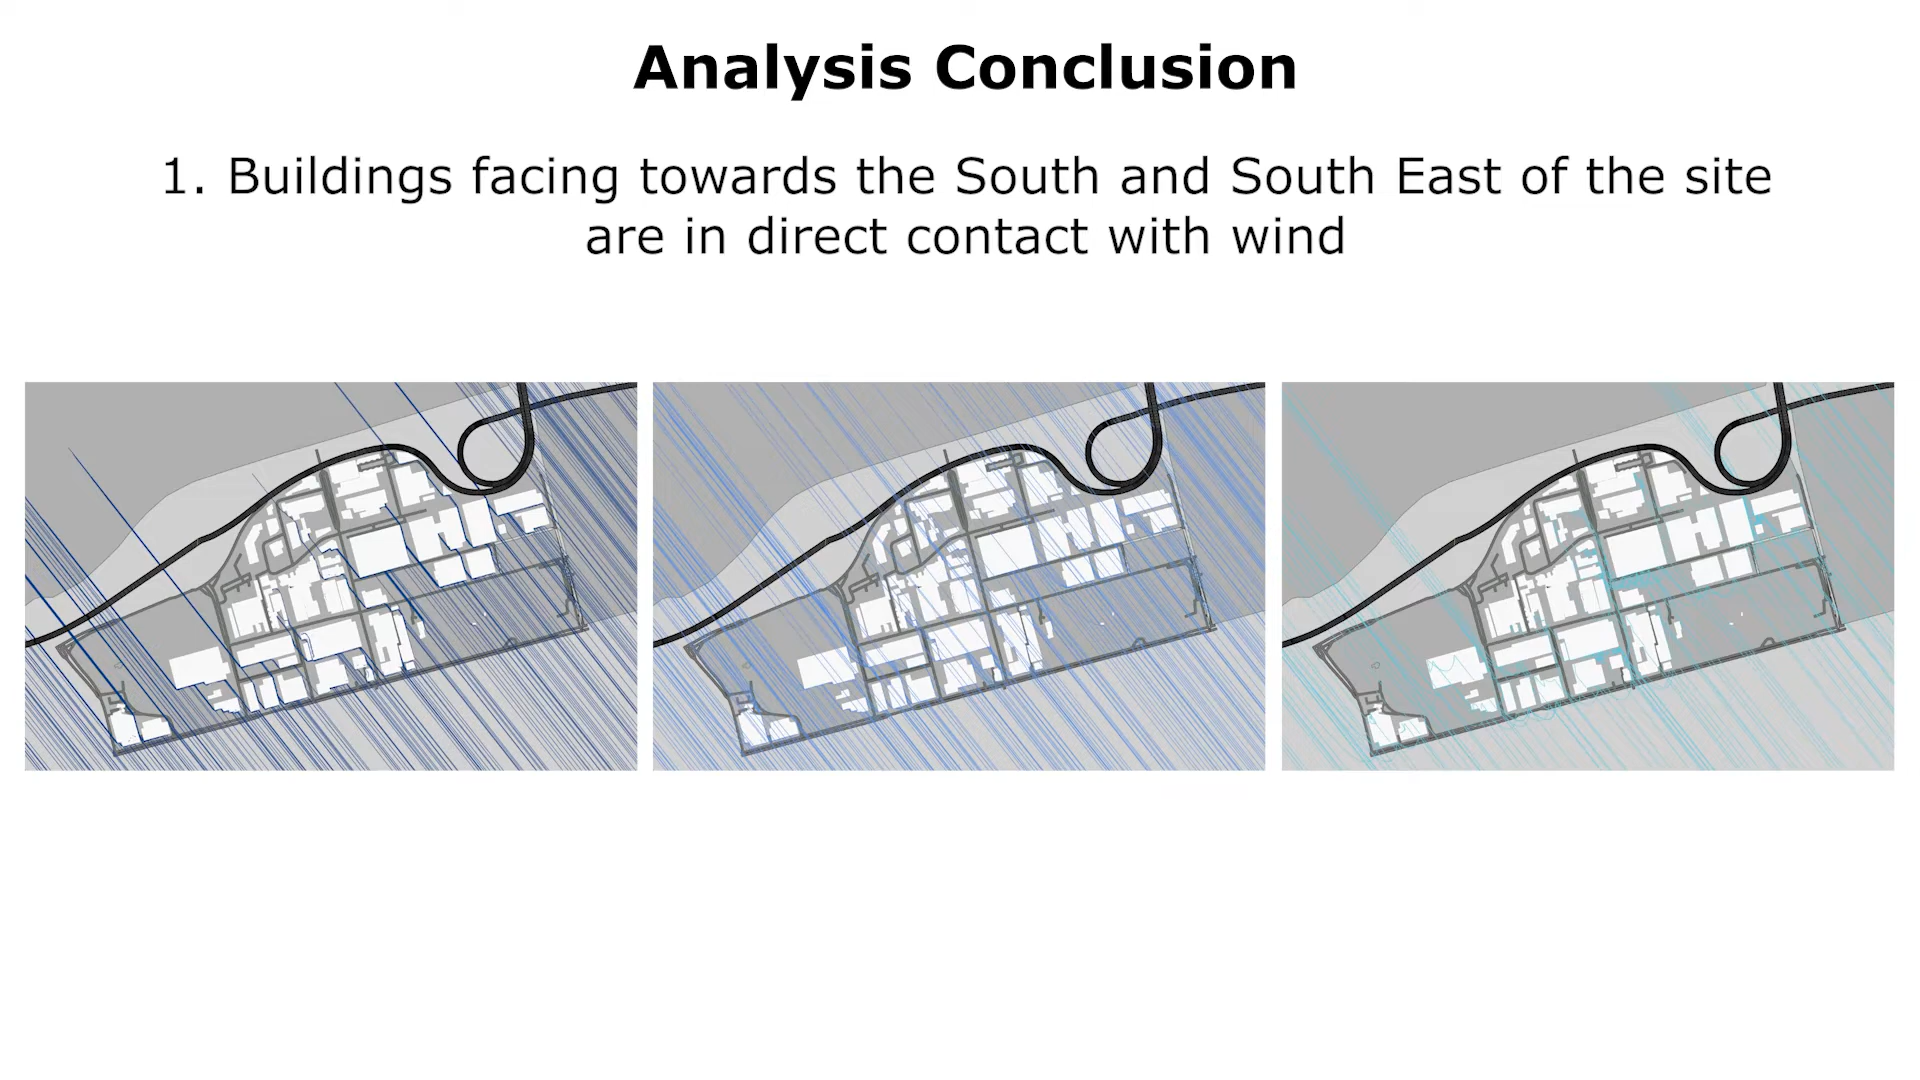 Analysis Conclusion
1. Buildings facing towards the South and South East of the site
are in direct contact with wind